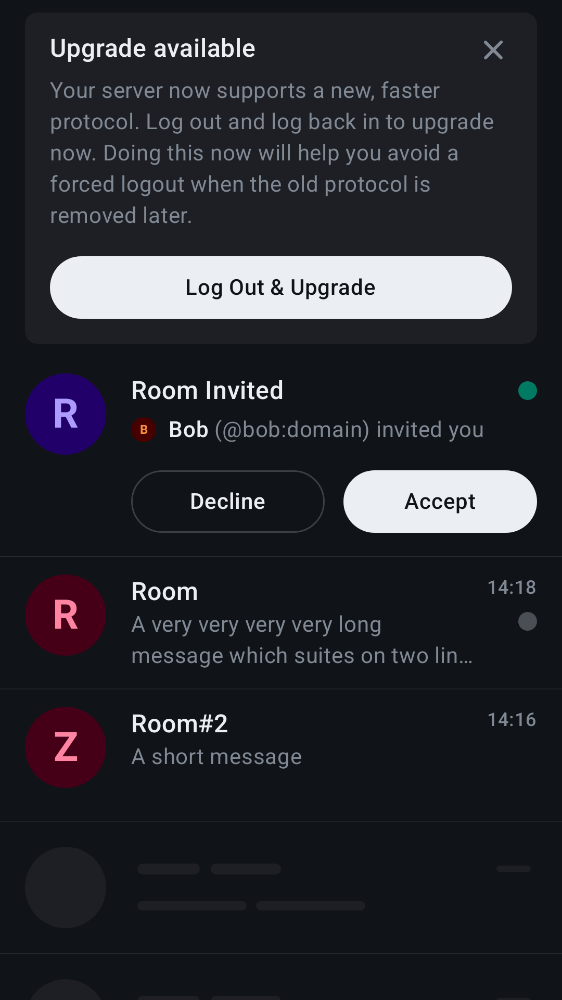 Upgrade available
Your server now supports a new, faster
protocol. Log out and log back in to upgrade
now. Doing this now will help you avoid a
forced logout when the old protocol is
removed later.
Log Out & Upgrade
R
Room Invited
B
Bob (@bob:domain) invited you
Decline
Accept
R
Room
14:18
A very very very very long
message which suites on two lin…
Z
Room#2
14:16
A short message